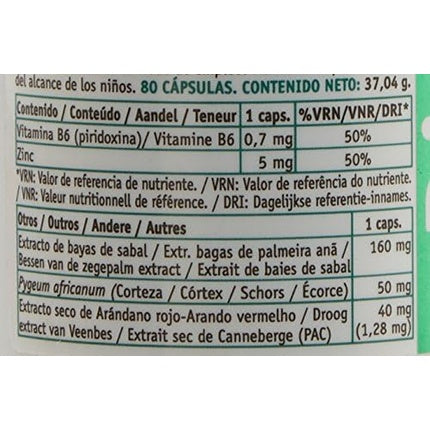 del alcance de los niños. 80 CÁPSULAS. CONTENIDO NETO: 37,04 g.
Contenido / Conteúdo / Aandel / Teneur 1 caps. %VRN/VNR/DRI*
Vitamina B6 (piridoxina)/ Vitamine B6 0,7 mg 50%
Zinc 5 mg 50%
*VRN: Valor de referencia de nutriente. / VRN: Valor de referência do nutriente.
/ VNR: Valeur nutritionnell de référence. / DRI: Dagelijkse referentie-innames.
Otros / Outros / Andere / Autres 1 caps.
Extracto de bayas de sabal / Extr. bagas de palmeira anã / 160 mg
Bessen van de zegepalm extract / Extrait de baies de sabal
Pygeum africanum (Corteza / Córtex / Schors / Écorce) 50 mg
Extracto seco de Arándano rojo-Arando vermelho / Droog 40 mg
extract van Veenbes / Extrait sec de Canneberge (PAC) (1,28 mg)